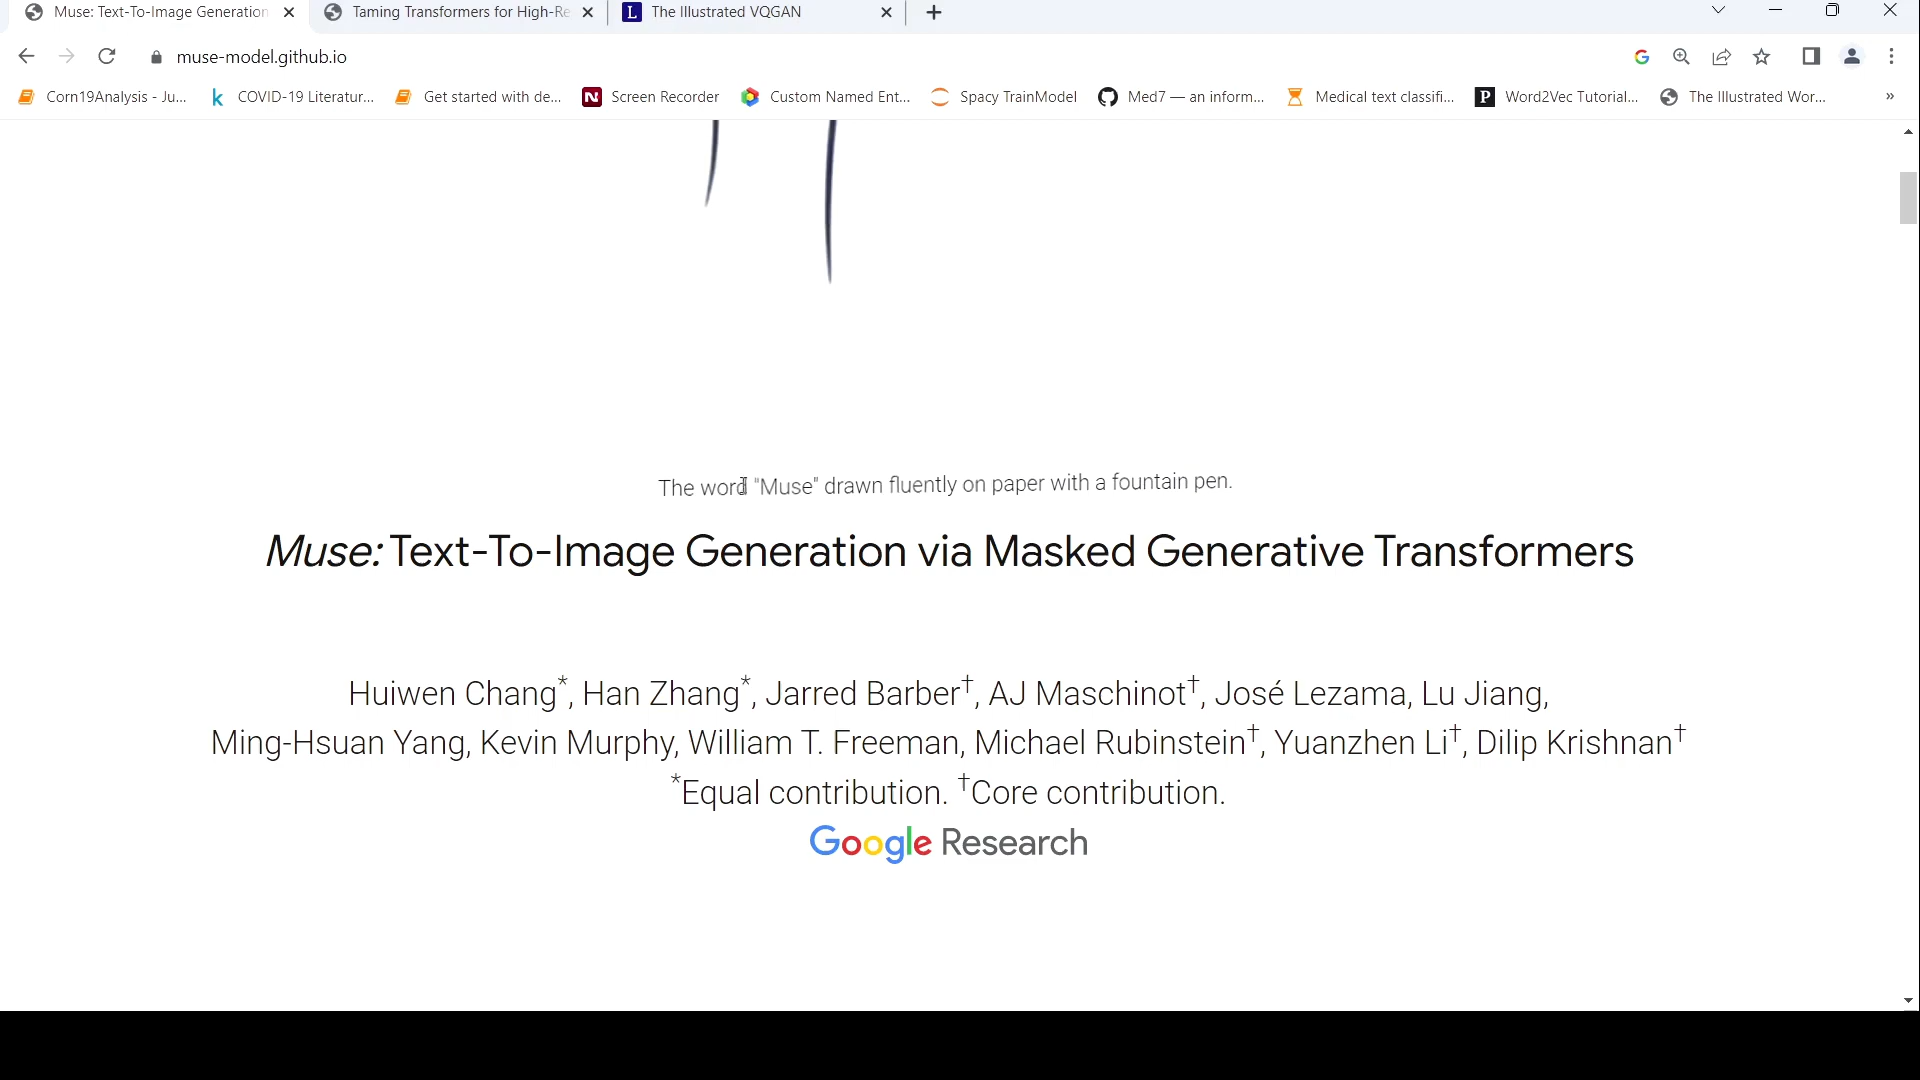 Muse: Text-To-Image Generation
Taming Transformers for High-Re
L The Illustrated VQGAN
muse-model.github.io
Corn19Analysis - Ju...
k COVID-19 Literatur...
Get started with de...
N Screen Recorder
Custom Named Ent...
Spacy TrainModel
Med7 — an inform...
Medical text classifi...
P Word2Vec Tutorial...
The Illustrated Wor...
»
The word "Muse" drawn fluently on paper with a fountain pen.
Muse: Text-To-Image Generation via Masked Generative Transformers
Huiwen Chang*, Han Zhang*, Jarred Barber†, AJ Maschinot†, José Lezama, Lu Jiang,
Ming-Hsuan Yang, Kevin Murphy, William T. Freeman, Michael Rubinstein†, Yuanzhen Li†, Dilip Krishnan†
*Equal contribution. †Core contribution.
Google Research